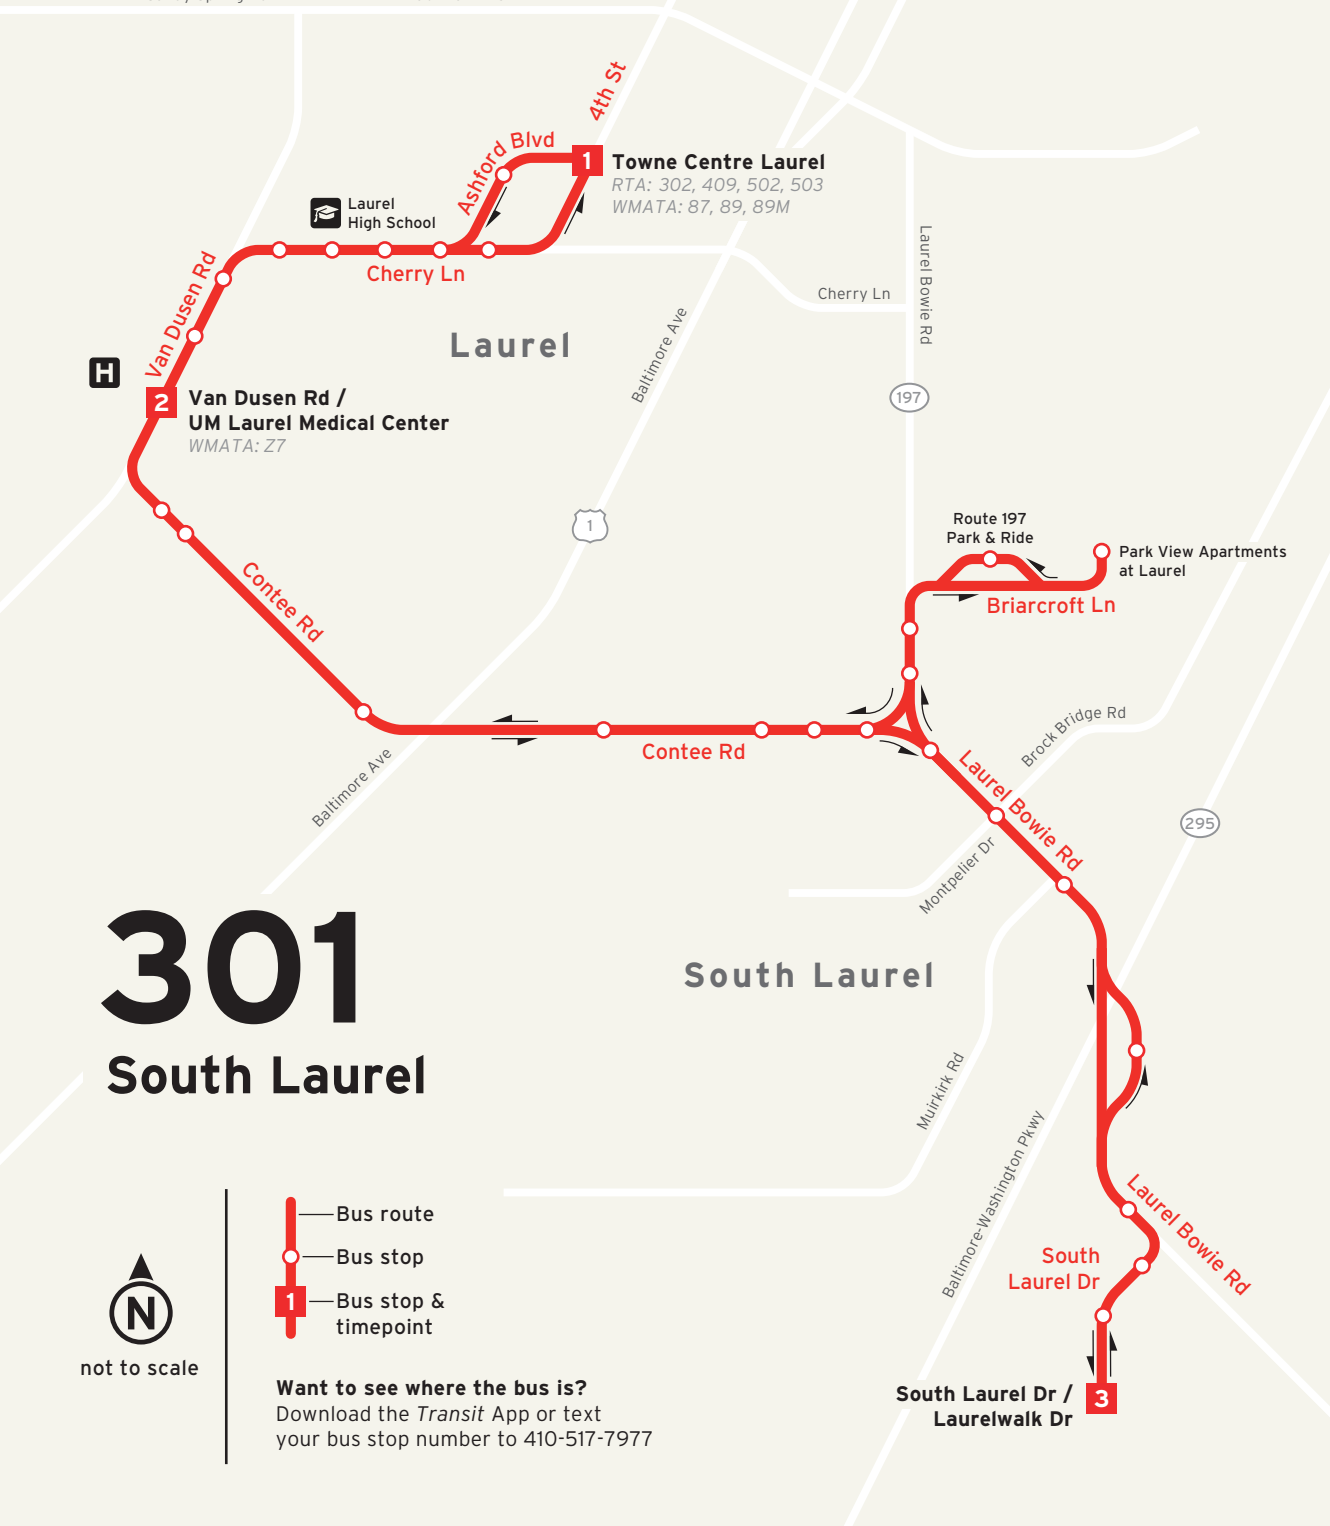 4th St
Ashford Blvd
1
Towne Centre Laurel
RTA: 302, 409, 502, 503
WMATA: 87, 89, 89M
Laurel
High School
Cherry Ln
Van Dusen Rd
Laurel Bowie Rd
Cherry Ln
Baltimore Ave
Laurel
H
2
Van Dusen Rd /
UM Laurel Medical Center
WMATA: Z7
197
1
Route 197
Park & Ride
Park View Apartments
at Laurel
Briarcroft Ln
Contee Rd
Contee Rd
Baltimore Ave
Brock Bridge Rd
Laurel Bowie Rd
295
Montpelier Dr
301
South Laurel
South Laurel
Muirkirk Rd
Baltimore-Washington Pkwy
Laurel Bowie Rd
South
Laurel Dr
3
South Laurel Dr /
Laurelwalk Dr
N
not to scale
Bus route
Bus stop
1
Bus stop &
timepoint
Want to see where the bus is?
Download the Transit App or text
your bus stop number to 410-517-7977